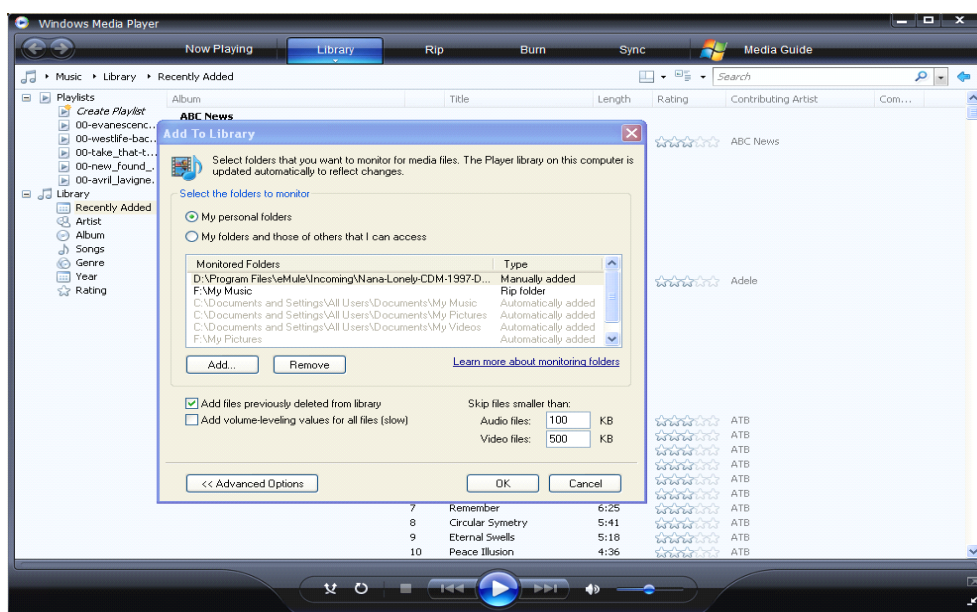 Windows Media Player
Now Playing Library Rip Burn Sync Media Guide
Music Library Recently Added Search
Playlists Album Title Length Rating Contributing Artist Com...
Create Playlist ABC News
00-evanescenc...
00-westlife-bac...
00-take_that-t...
00-new_found_.
00-avril_lavigne.
Library
Recently Added
Artist
Album
Songs
Genre
Year
Rating
Add To Library
Select folders that you want to monitor for media files. The Player library on this computer is
updated automatically to reflect changes.
Select the folders to monitor
My personal folders
My folders and those of others that I can access
Monitored Folders Type
D:\Program Files\eMule\Incoming\Nana-Lonely-CDM-1997-D... Manually added
F:\My Music Rip folder
C:\Documents and Settings\All Users\Documents\My Music Automatically added
C:\Documents and Settings\All Users\Documents\My Pictures Automatically added
C:\Documents and Settings\All Users\Documents\My Videos Automatically added
F:\My Pictures Automatically added
Add... Remove Learn more about monitoring folders
Add files previously deleted from library Skip files smaller than:
Add volume-leveling values for all files (slow) Audio files: 100 KB
Video files: 500 KB
<< Advanced Options OK Cancel
ABC News
Adele
ATB
ATB
ATB
ATB
ATB
ATB
7 Remember 6:25 ATB
8 Circular Symetry 5:41 ATB
9 Eternal Swells 5:18 ATB
10 Peace Illusion 4:36 ATB